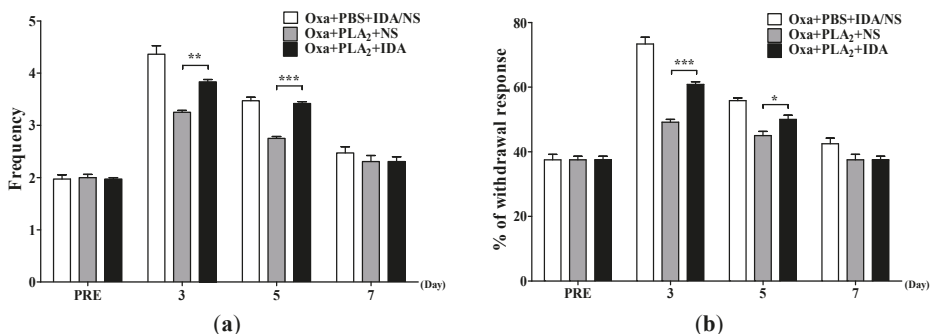 Oxa+PBS+IDA/NS
Oxa+PLA₂+NS
Oxa+PLA₂+IDA
5
4
3
2
1
0
Frequency
**
***
PRE
3
5
7
(Day)
(a)
Oxa+PBS+IDA/NS
Oxa+PLA₂+NS
Oxa+PLA₂+IDA
80
60
40
20
0
% of withdrawal response
***
*
PRE
3
5
7
(Day)
(b)